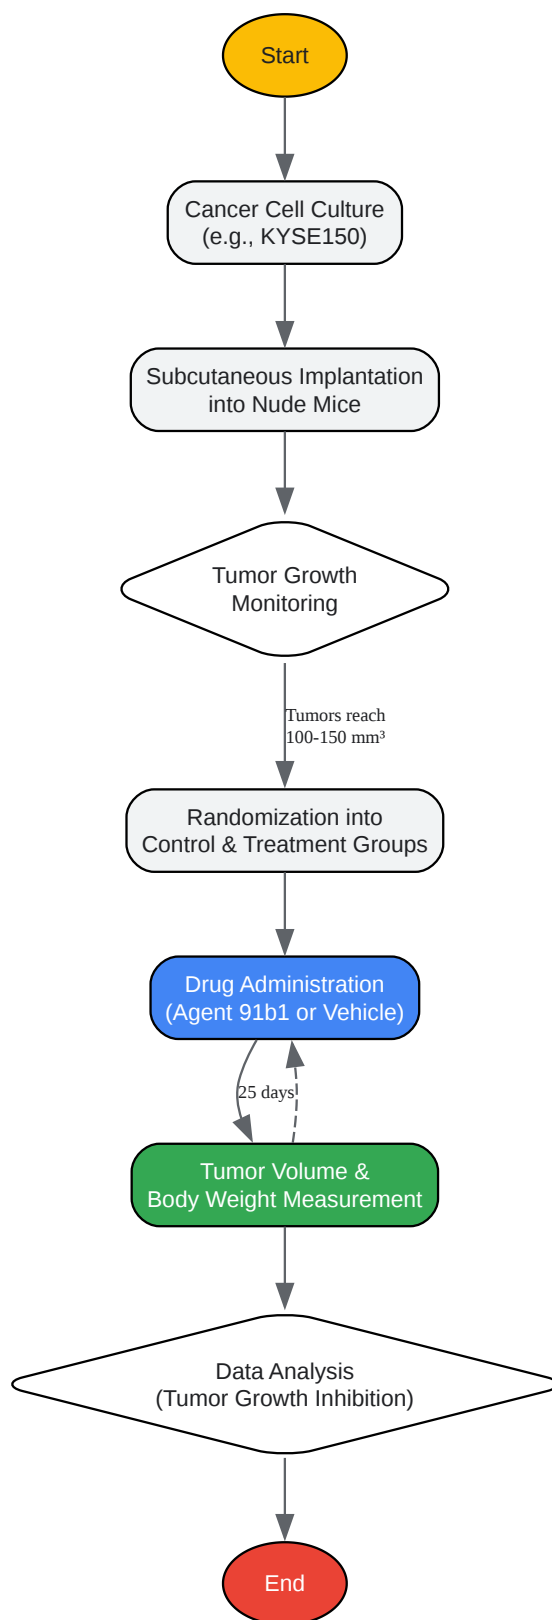 Start
Cancer Cell Culture
(e.g., KYSE150)
Subcutaneous Implantation
into Nude Mice
Tumor Growth
Monitoring
Tumors reach
100-150 mm³
Randomization into
Control & Treatment Groups
Drug Administration
(Agent 91b1 or Vehicle)
25 days
Tumor Volume &
Body Weight Measurement
Data Analysis
(Tumor Growth Inhibition)
End